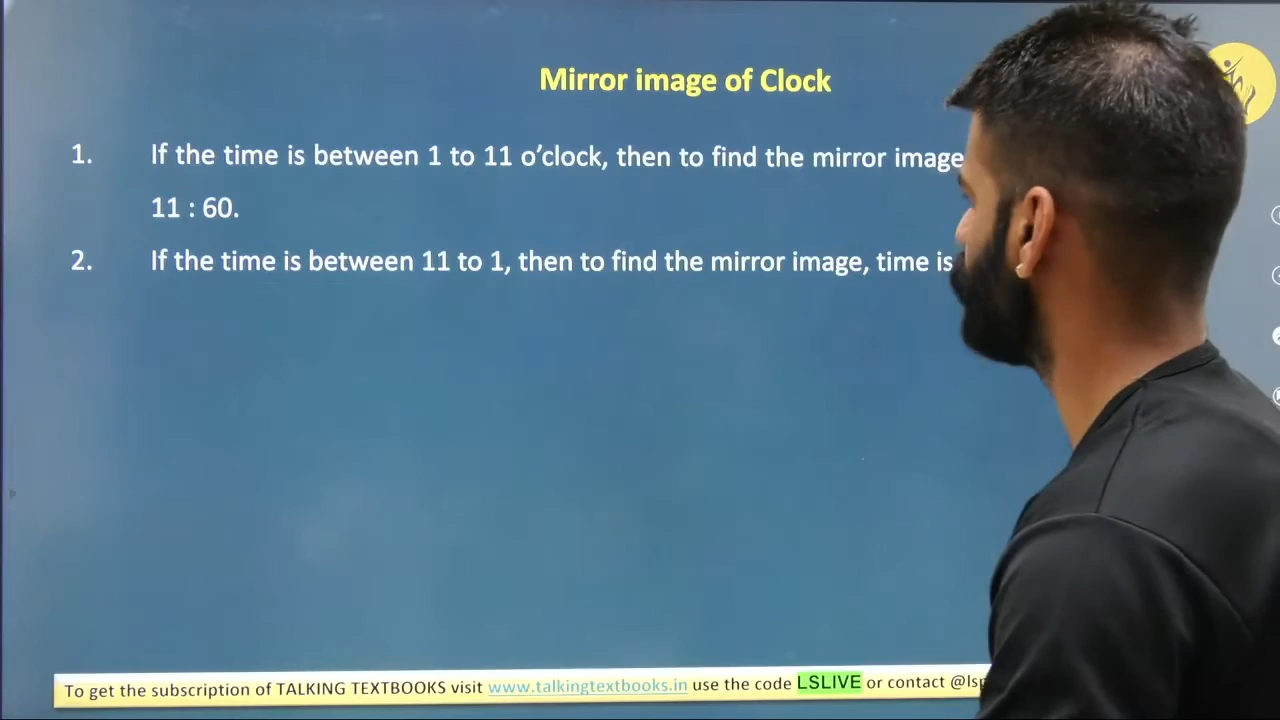 Mirror image of Clock
1. If the time is between 1 to 11 o’clock, then to find the mirror image
11 : 60.
2. If the time is between 11 to 1, then to find the mirror image, time is
To get the subscription of TALKING TEXTBOOKS visit www.talkingtextbooks.in use the code LSLIVE or contact